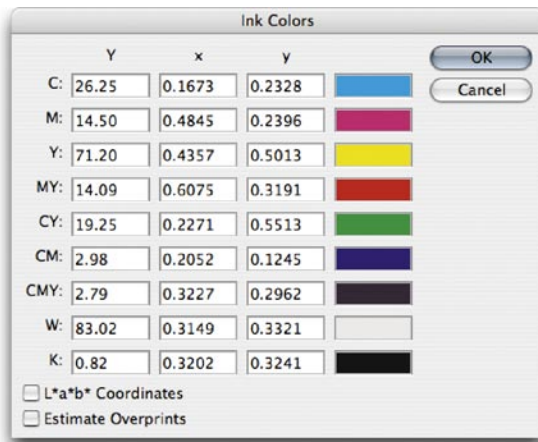 Ink Colors
Y x y OK
C: 26.25 0.1673 0.2328 Cancel
M: 14.50 0.4845 0.2396
Y: 71.20 0.4357 0.5013
MY: 14.09 0.6075 0.3191
CY: 19.25 0.2271 0.5513
CM: 2.98 0.2052 0.1245
CMY: 2.79 0.3227 0.2962
W: 83.02 0.3149 0.3321
K: 0.82 0.3202 0.3241
L*a*b* Coordinates
Estimate Overprints